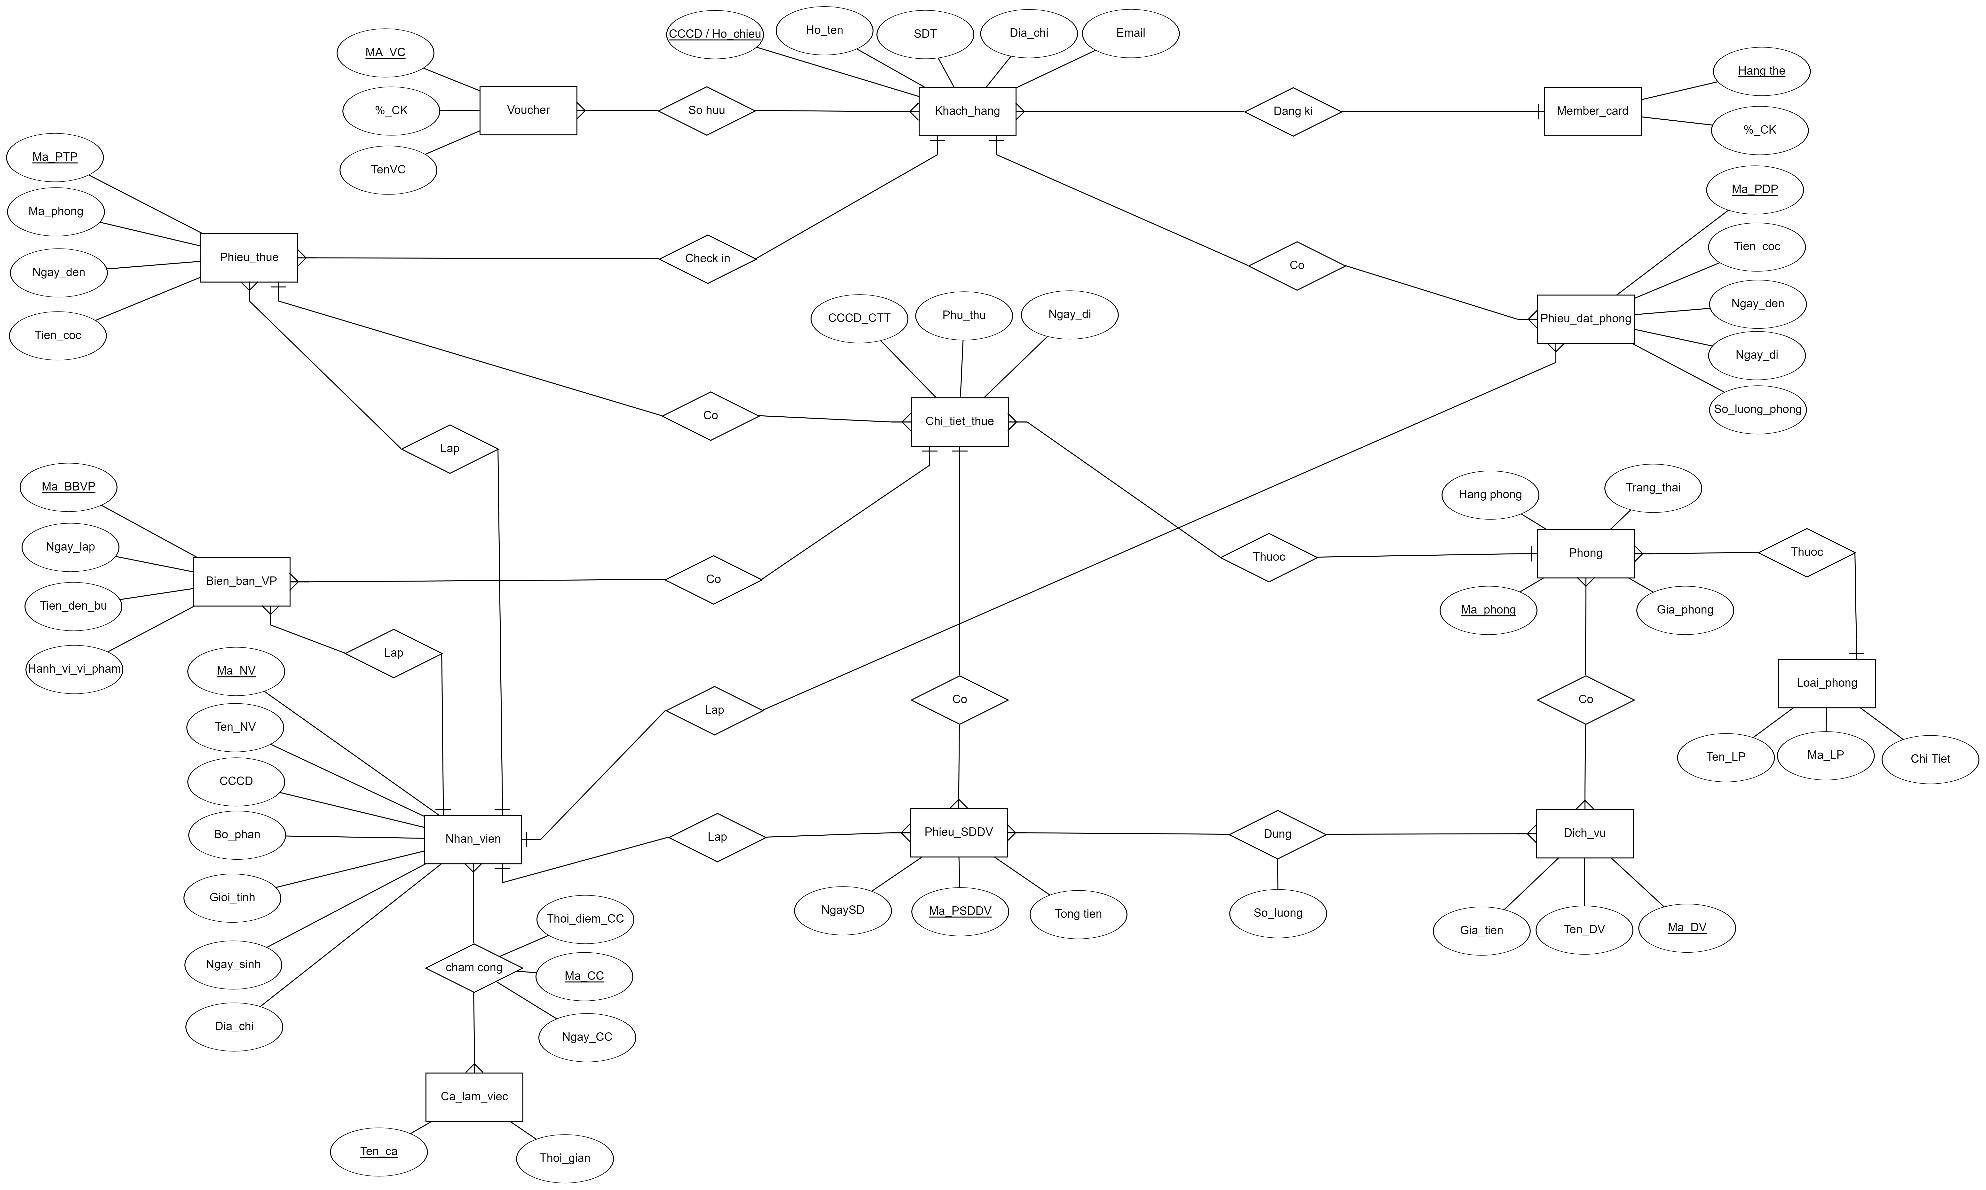 CCCD / Ho_chieu
Ho_ten
SDT
Dia_chi
Email
MA_VC
%_CK
TenVC
Voucher
So huu
Khach_hang
Dang ki
Member_card
Hang the
%_CK
Ma_PTP
Ma_phong
Ngay_den
Tien_coc
Phieu_thue
Check in
Co
Ma_PDP
Tien_coc
Ngay_den
Ngay_di
So_luong_phong
Phieu_dat_phong
CCCD_CTT
Phu_thu
Ngay_di
Co
Chi_tiet_thue
Lap
Ma_BBVP
Ngay_lap
Tien_den_bu
Hanh_vi_vi_pham
Bien_ban_VP
Co
Thuoc
Hang phong
Trang_thai
Phong
Ma_phong
Gia_phong
Thuoc
Loai_phong
Ten_LP
Ma_LP
Chi Tiet
Lap
Ma_NV
Ten_NV
CCCD
Bo_phan
Gioi_tinh
Ngay_sinh
Dia_chi
Nhan_vien
Lap
Co
Co
Lap
Phieu_SDDV
Dung
Dich_vu
NgaySD
Ma_PSDDV
Tong tien
So_luong
Gia_tien
Ten_DV
Ma_DV
cham cong
Thoi_diem_CC
Ma_CC
Ngay_CC
Ca_lam_viec
Ten_ca
Thoi_gian